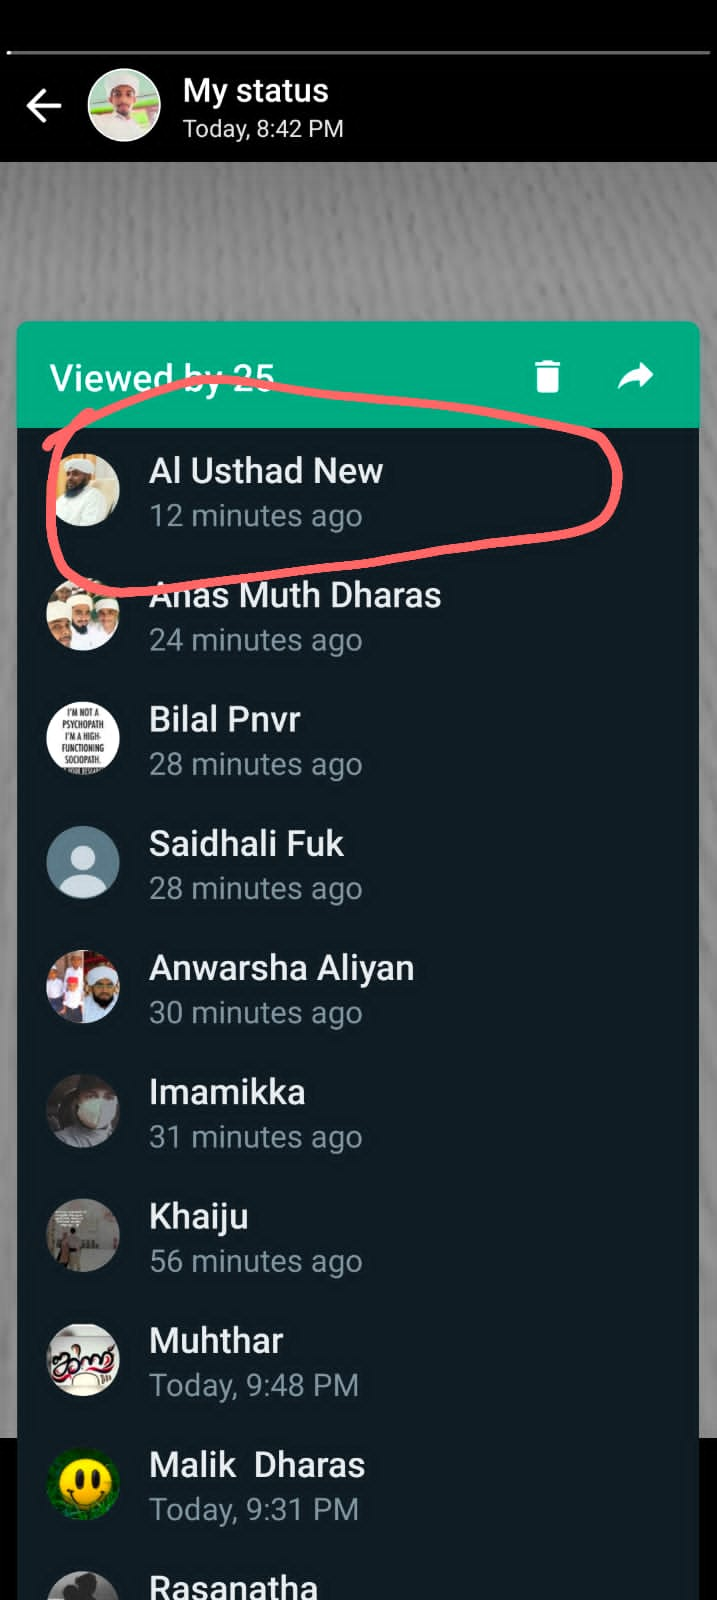 My status
Today, 8:42 PM
Viewed by 25
Al Usthad New
12 minutes ago
Anas Muth Dharas
24 minutes ago
I'M NOT A
PSYCHOPATH
I'M A HIGH-
FUNCTIONING
SOCIOPATH.
Bilal Pnvr
28 minutes ago
Saidhali Fuk
28 minutes ago
Anwarsha Aliyan
30 minutes ago
Imamikka
31 minutes ago
Khaiju
56 minutes ago
Muhthar
Today, 9:48 PM
Malik Dharas
Today, 9:31 PM
Rasanatha